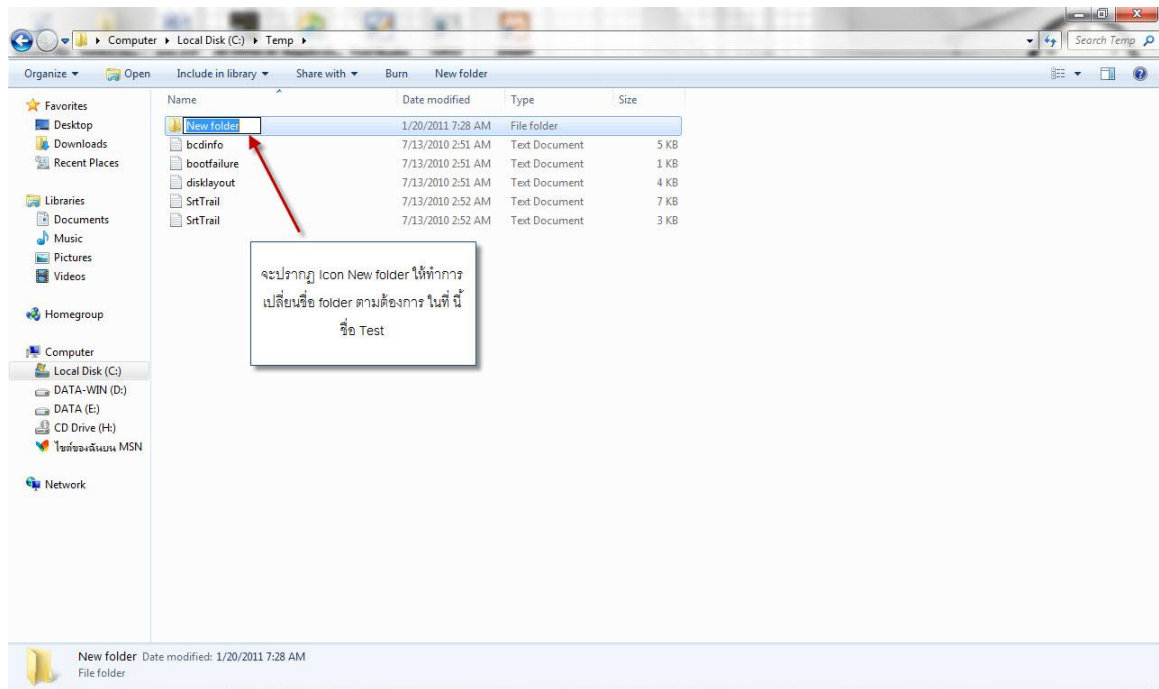 Computer Local Disk (C:) Temp
Search Temp
Organize Open Include in library Share with Burn New folder
Name Date modified Type Size
Favorites
Desktop
Downloads
Recent Places
Libraries
Documents
Music
Pictures
Videos
Homegroup
Computer
Local Disk (C:)
DATA-WIN (D:)
DATA (E:)
CD Drive (H:)
ไซต์ของฉันบน MSN
Network
New folder 1/20/2011 7:28 AM File folder
bcdinfo 7/13/2010 2:51 AM Text Document 5 KB
bootfailure 7/13/2010 2:51 AM Text Document 1 KB
disklayout 7/13/2010 2:51 AM Text Document 4 KB
SrtTrail 7/13/2010 2:52 AM Text Document 7 KB
SrtTrail 7/13/2010 2:52 AM Text Document 3 KB
จะปรากฏ Icon New folder ให้ทำการ
เปลี่ยนชื่อ folder ตามต้องการ ในที่ นี้
ชื่อ Test
New folder Date modified: 1/20/2011 7:28 AM
File folder